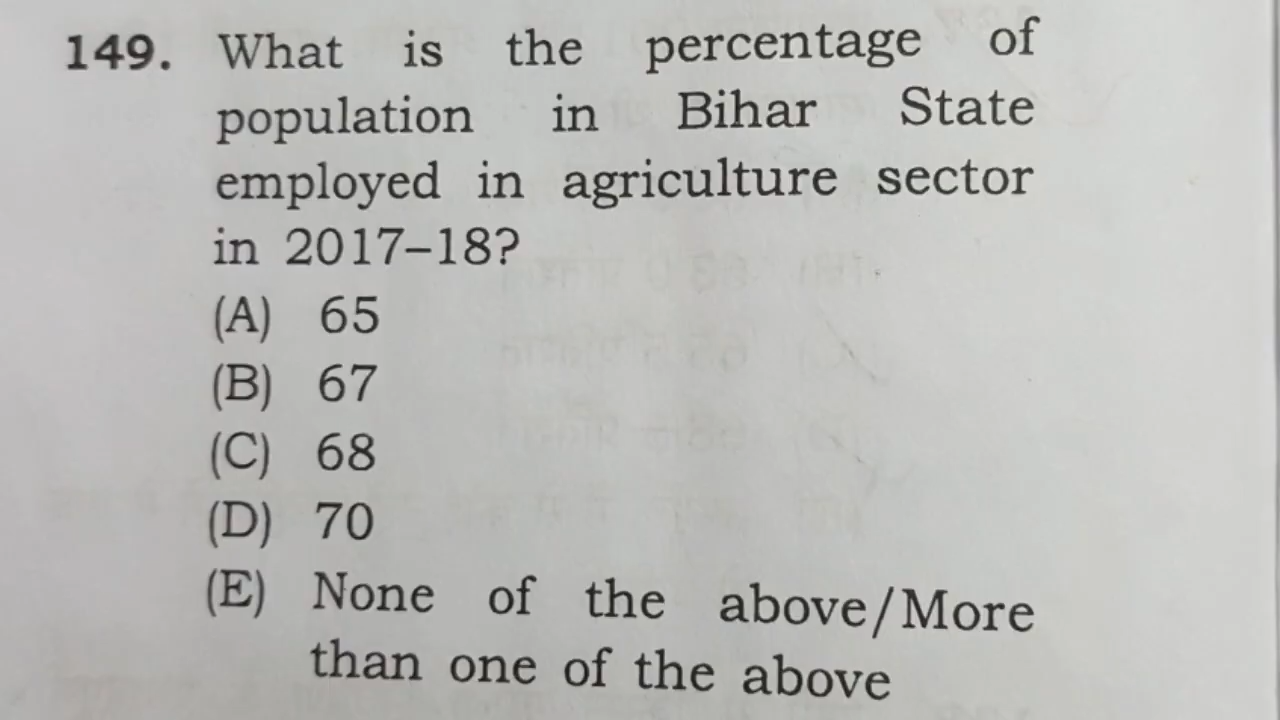 149. What is the percentage of
population in Bihar State
employed in agriculture sector
in 2017–18?
(A) 65
(B) 67
(C) 68
(D) 70
(E) None of the above/More
than one of the above